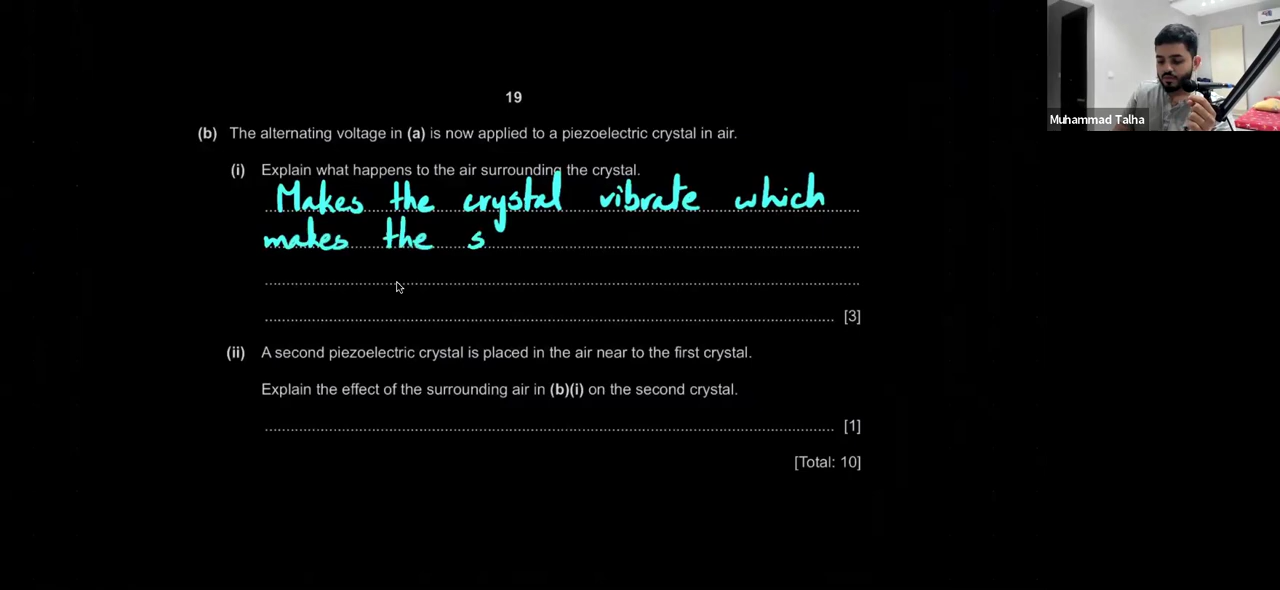 19
(b) The alternating voltage in (a) is now applied to a piezoelectric crystal in air.
(i) Explain what happens to the air surrounding the crystal.
Makes the crystal vibrate which
makes the s
[3]
(ii) A second piezoelectric crystal is placed in the air near to the first crystal.
Explain the effect of the surrounding air in (b)(i) on the second crystal.
[1]
[Total: 10]
Muhammad Talha